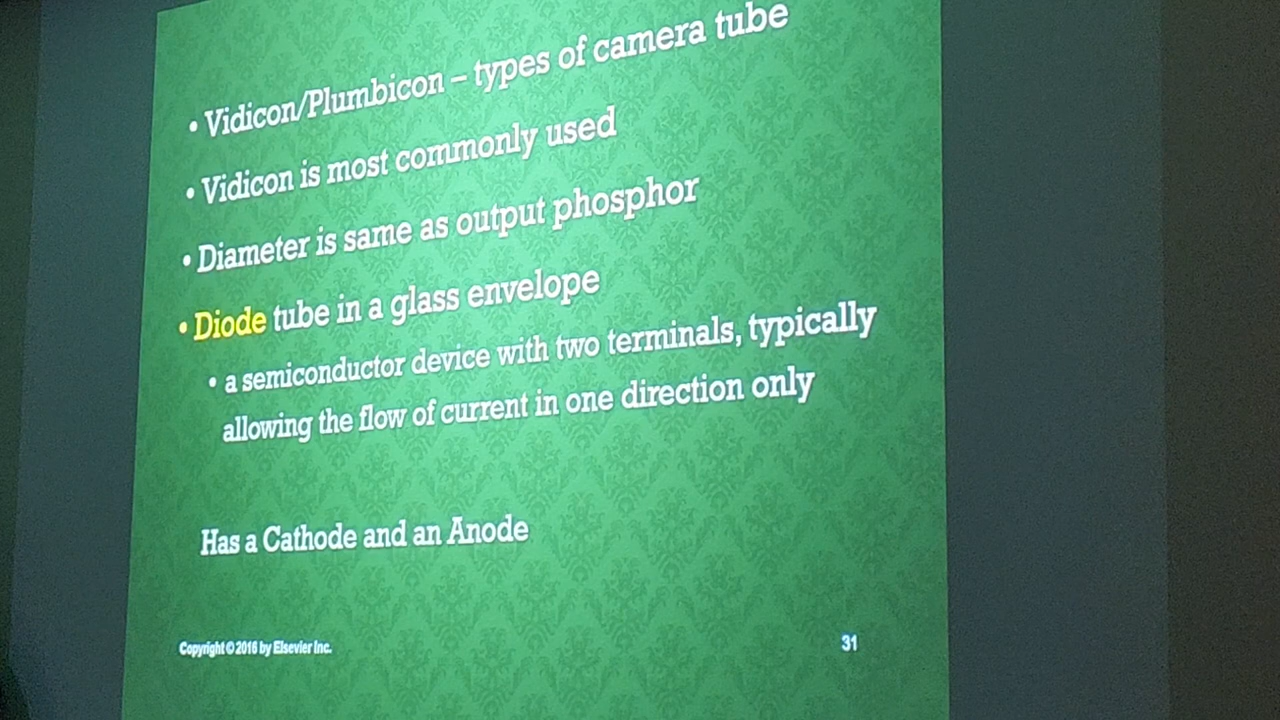 • Vidicon/Plumbicon – types of camera tube
• Vidicon is most commonly used
• Diameter is same as output phosphor
• Diode tube in a glass envelope
• a semiconductor device with two terminals, typically
allowing the flow of current in one direction only
Has a Cathode and an Anode
Copyright © 2016 by Elsevier Inc.
31